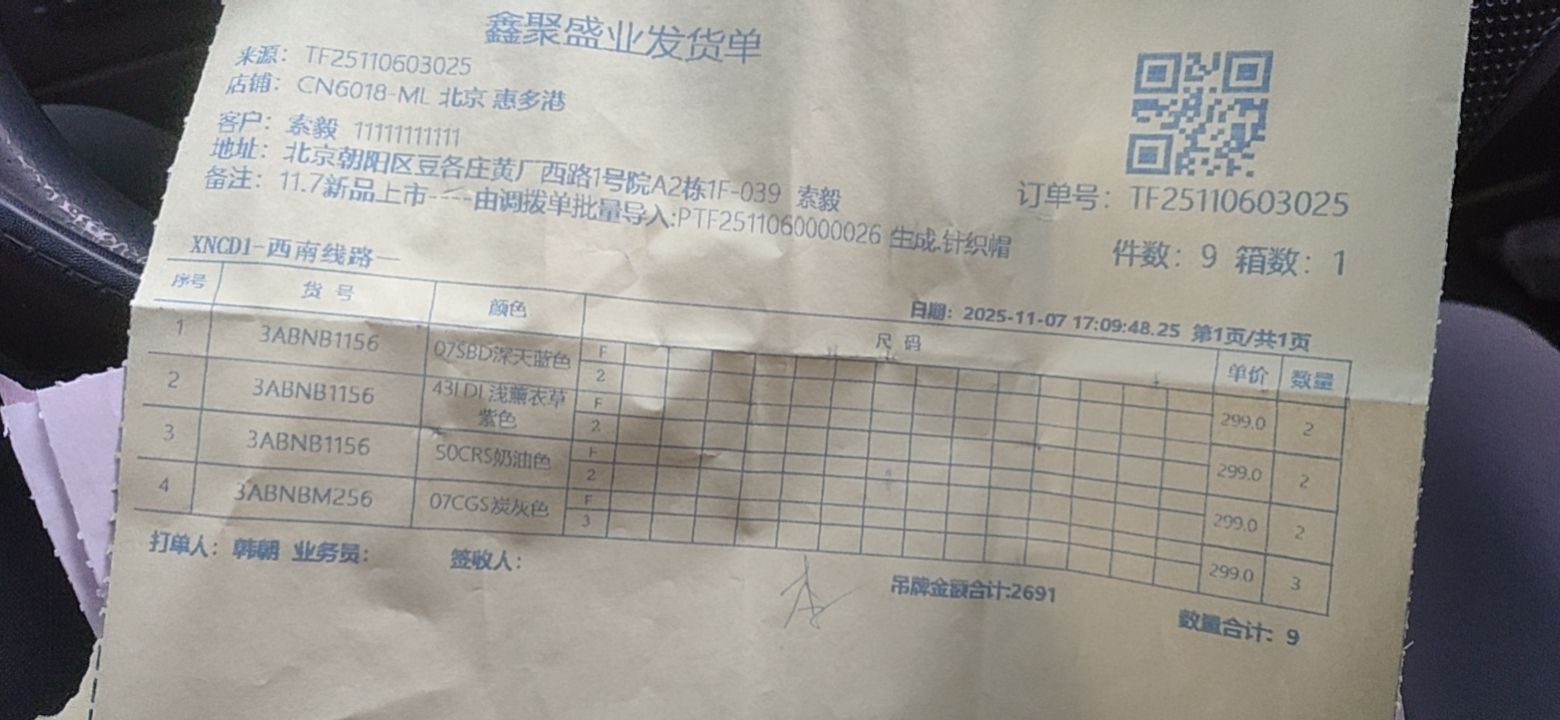 鑫聚盛业发货单
来源: TF25110603025
店铺: CN6018-ML 北京 惠多港
客户: 索毅 11111111111
地址: 北京朝阳区豆各庄黄厂西路1号院A2栋1F-039 索毅
备注: 11.7新品上市----由调拨单批量导入:PTF2511060000026 生成.针织帽
订单号: TF25110603025
件数: 9 箱数: 1
XNCD1-西南线路一
日期: 2025-11-07 17:09:48.25 第1页/共1页
序号 货号 颜色 尺码 单价 数量
1 3ABNB1156 07SBD深天蓝色 F 2 299.0 2
2 3ABNB1156 43LDL浅薰衣草紫色 F 2 299.0 2
3 3ABNB1156 50CRS奶油色 F 2 299.0 2
4 3ABNBM256 07CGS炭灰色 F 3 299.0 3
打单人: 韩朝 业务员: 签收人:
吊牌金额合计:2691
数量合计: 9